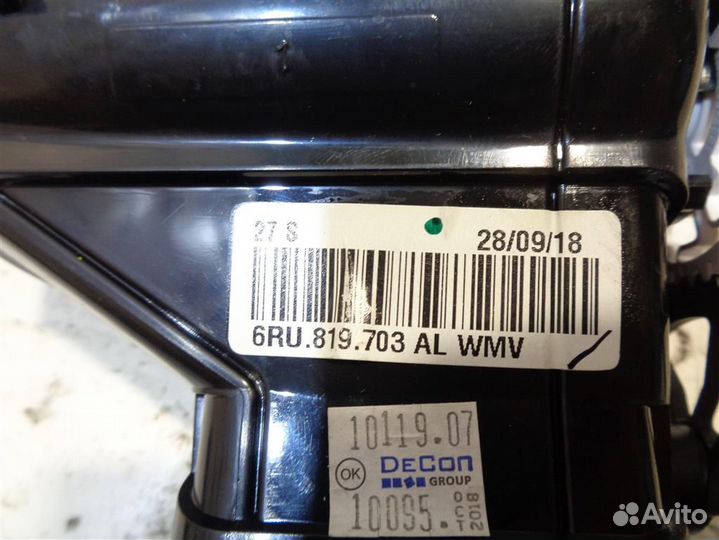 27 S 28/09/18
6RU.819.703 AL WMV
10119.07
OK DeCon
GROUP
10095.
Avito